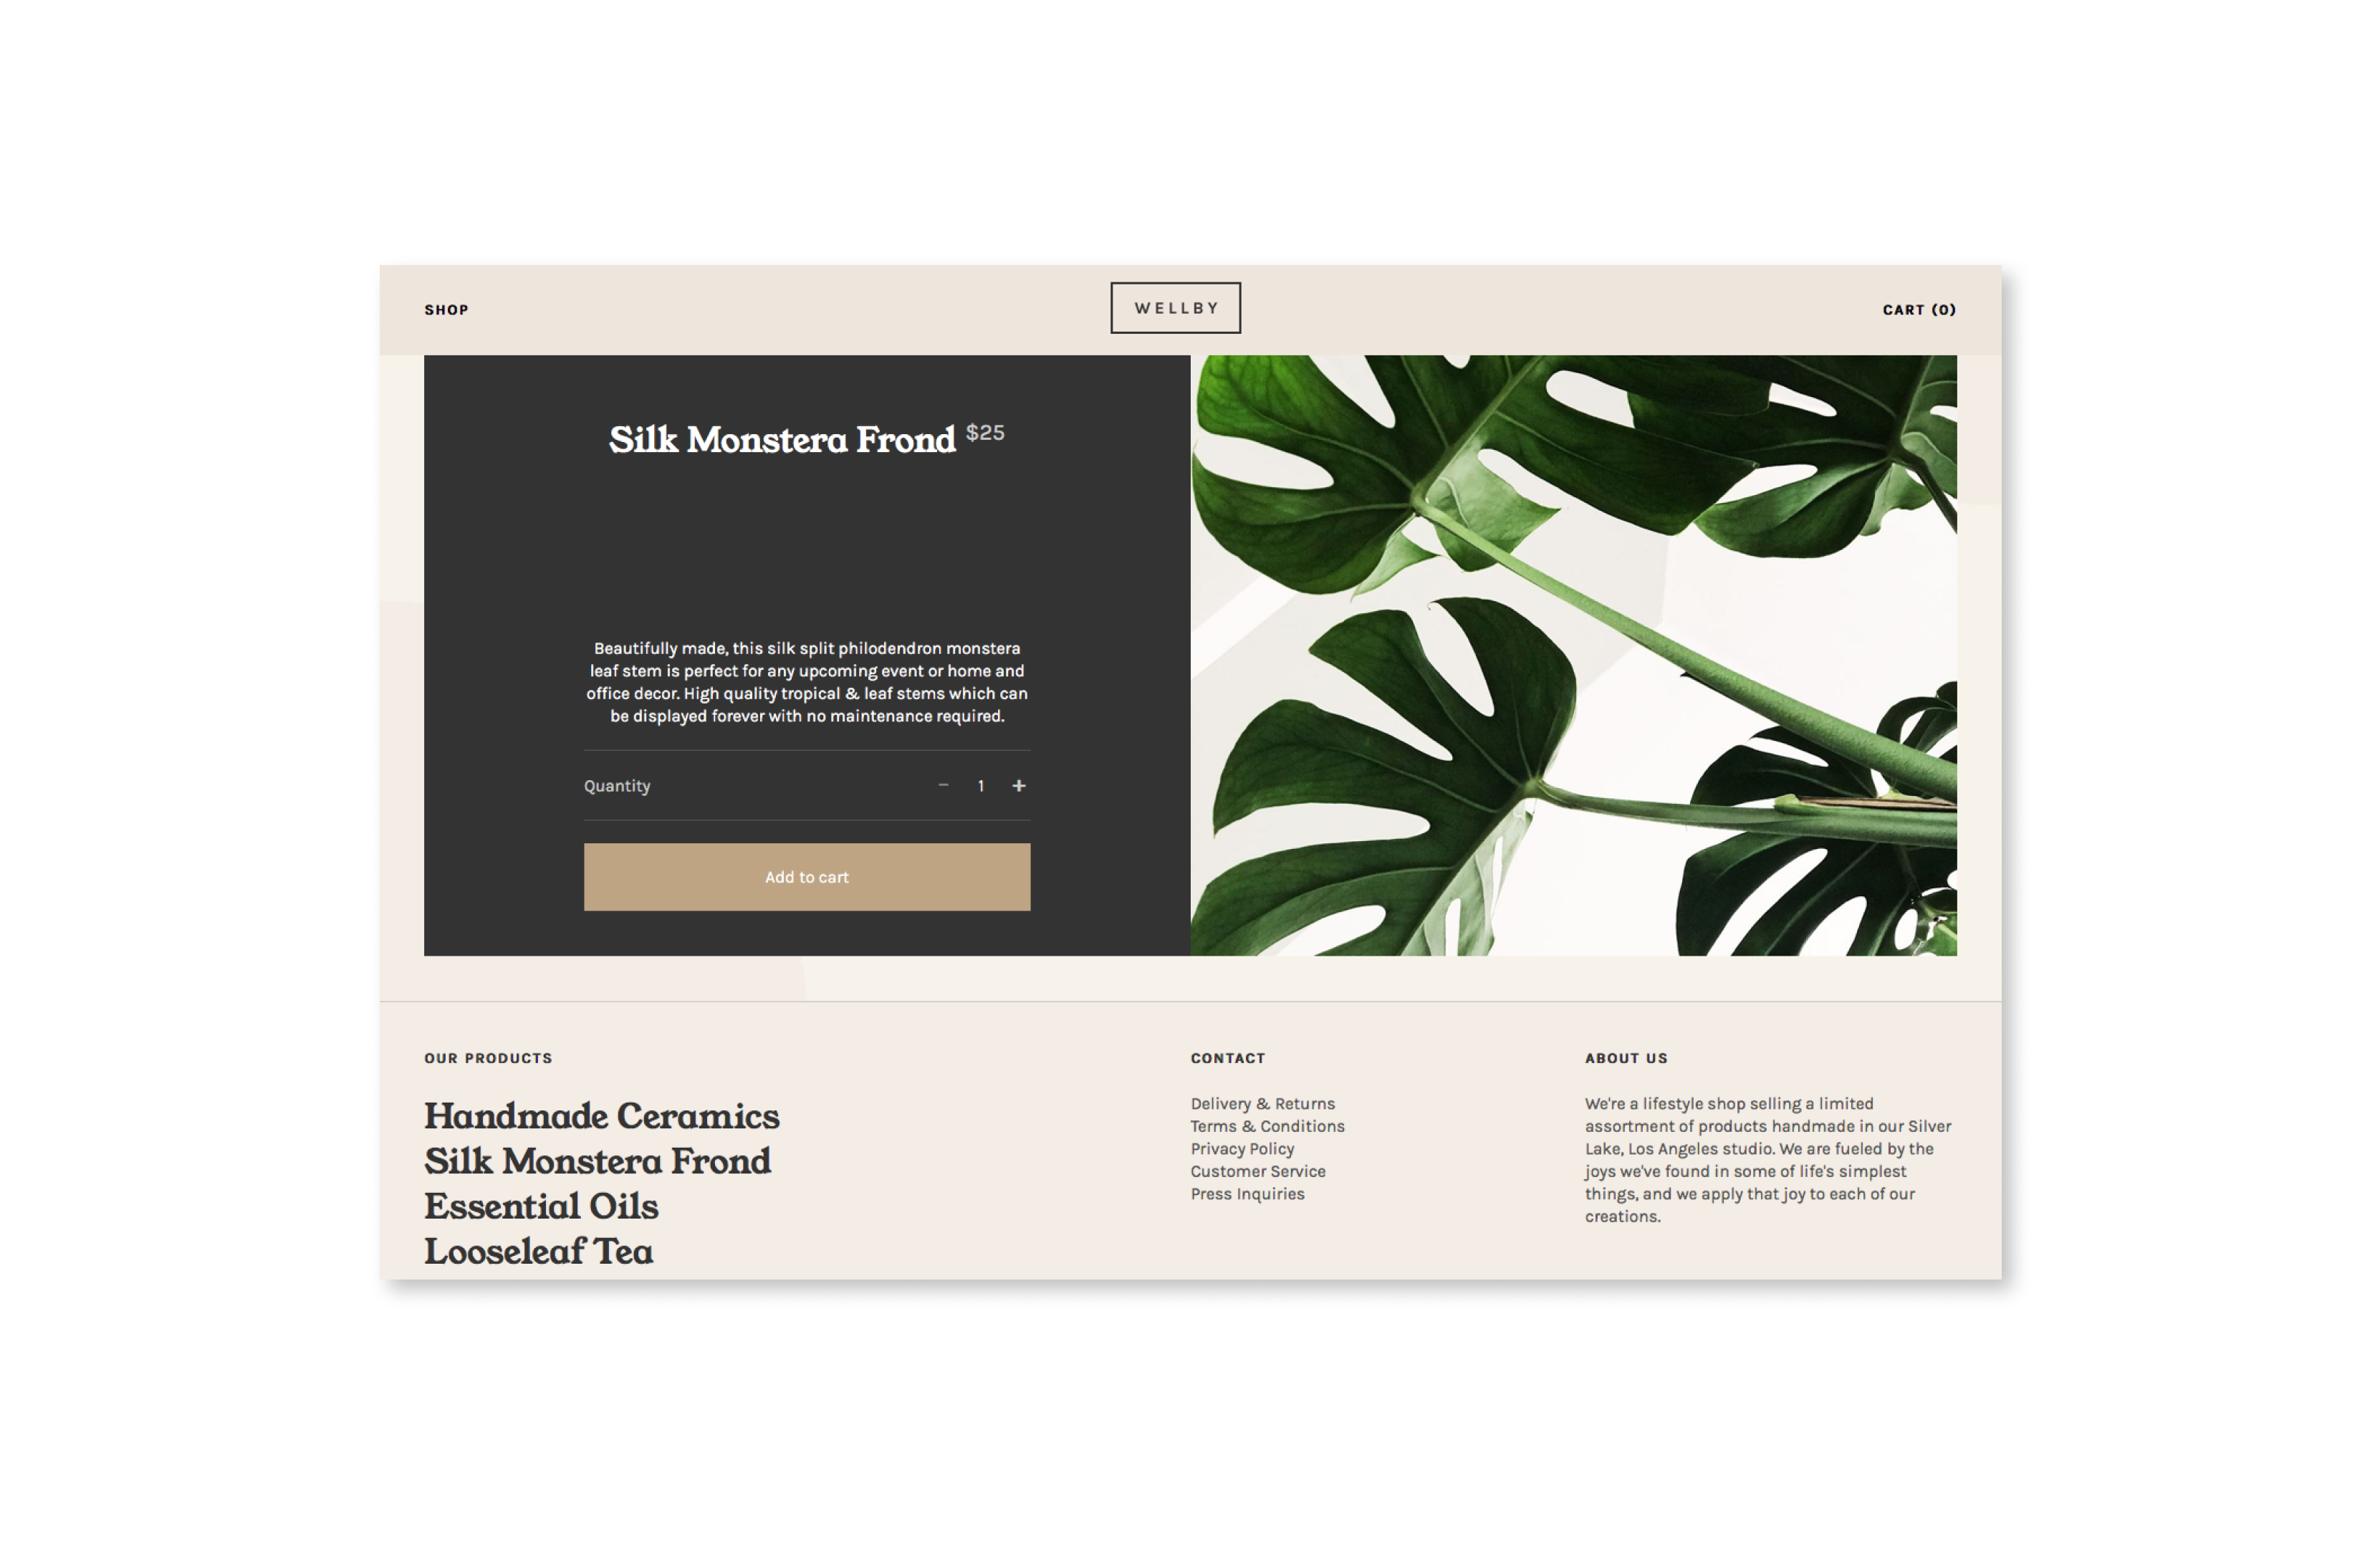 SHOP
WELLBY
CART (0)
Silk Monstera Frond $25
Beautifully made, this silk split philodendron monstera
leaf stem is perfect for any upcoming event or home and
office decor. High quality tropical & leaf stems which can
be displayed forever with no maintenance required.
Quantity − 1 +
Add to cart
OUR PRODUCTS
Handmade Ceramics
Silk Monstera Frond
Essential Oils
Looseleaf Tea
CONTACT
Delivery & Returns
Terms & Conditions
Privacy Policy
Customer Service
Press Inquiries
ABOUT US
We're a lifestyle shop selling a limited
assortment of products handmade in our Silver
Lake, Los Angeles studio. We are fueled by the
joys we've found in some of life's simplest
things, and we apply that joy to each of our
creations.